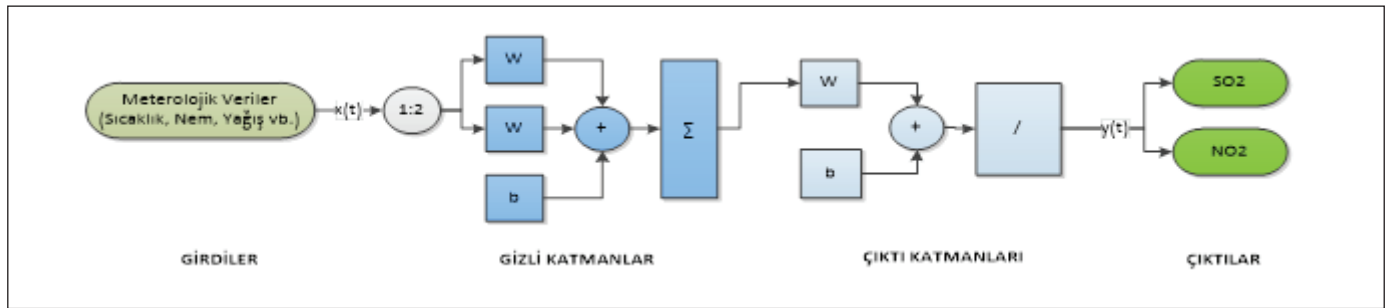 Meterolojik Veriler
(Sıcaklık, Nem, Yağış vb.)
x(t)
1:2
W
W
b
+
Σ
W
b
+
/
y(t)
SO2
NO2
GİRDİLER
GİZLİ KATMANLAR
ÇIKTI KATMANLARI
ÇIKTILAR